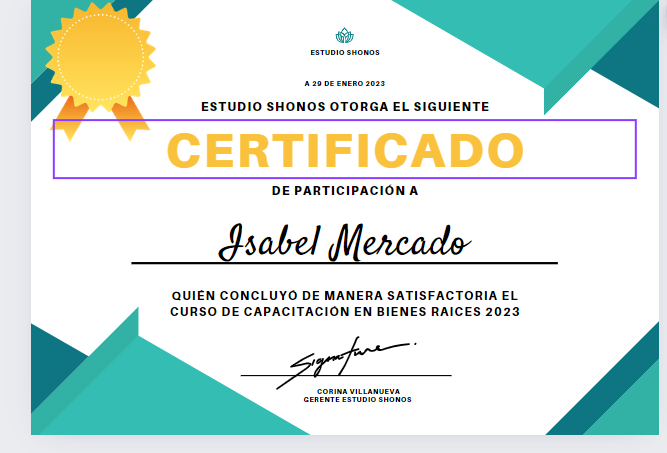 ESTUDIO SHONOS
A 29 DE ENERO 2023
ESTUDIO SHONOS OTORGA EL SIGUIENTE
CERTIFICADO
DE PARTICIPACIÓN A
Isabel Mercado
QUIÉN CONCLUYÓ DE MANERA SATISFACTORIA EL
CURSO DE CAPACITACIÓN EN BIENES RAICES 2023
Signature
CORINA VILLANUEVA
GERENTE ESTUDIO SHONOS